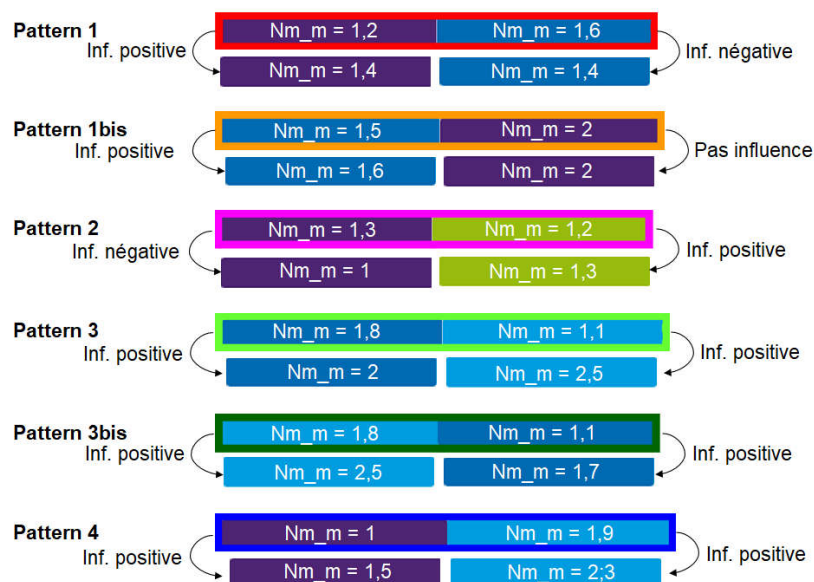 Pattern 1
Nm_m = 1,2 Nm_m = 1,6
Inf. positive Inf. négative
Nm_m = 1,4 Nm_m = 1,4
Pattern 1bis
Nm_m = 1,5 Nm_m = 2
Inf. positive Pas influence
Nm_m = 1,6 Nm_m = 2
Pattern 2
Nm_m = 1,3 Nm_m = 1,2
Inf. négative Inf. positive
Nm_m = 1 Nm_m = 1,3
Pattern 3
Nm_m = 1,8 Nm_m = 1,1
Inf. positive Inf. positive
Nm_m = 2 Nm_m = 2,5
Pattern 3bis
Nm_m = 1,8 Nm_m = 1,1
Inf. positive Inf. positive
Nm_m = 2,5 Nm_m = 1,7
Pattern 4
Nm_m = 1 Nm_m = 1,9
Inf. positive Inf. positive
Nm_m = 1,5 Nm_m = 2;3